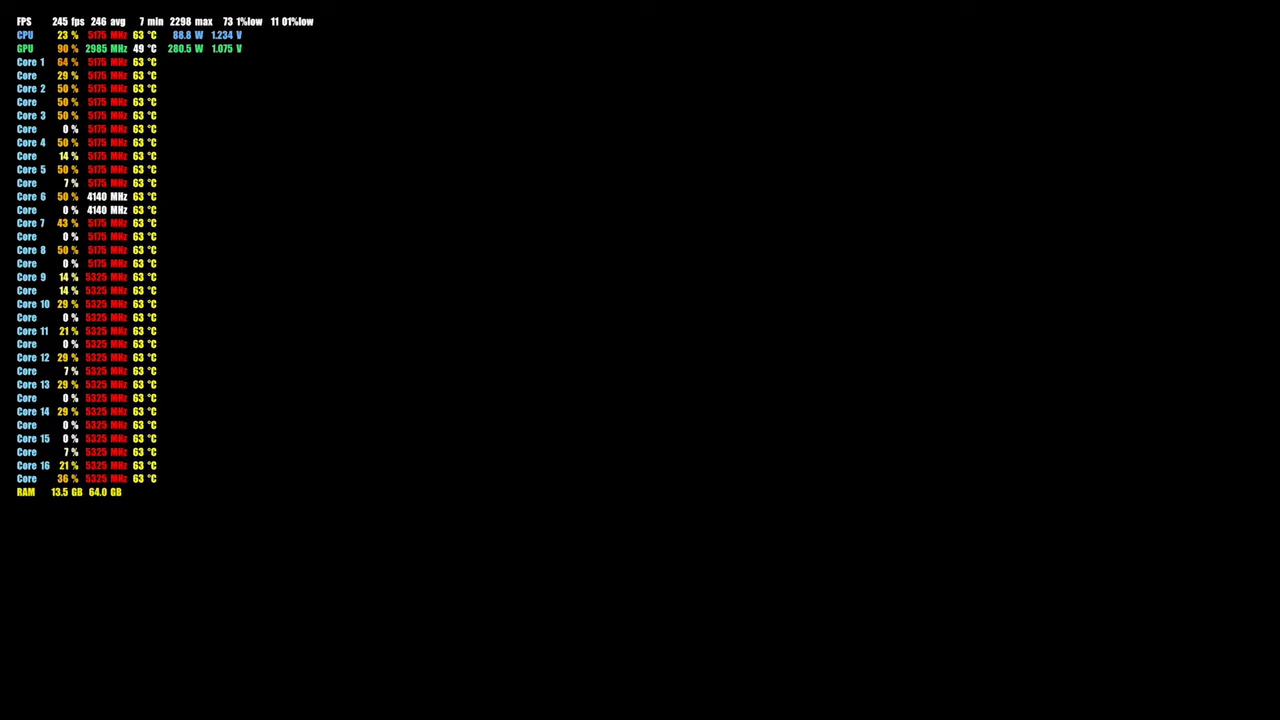 FPS 245 fps 246 avg 7 min 2298 max 73 1%low 11 01%low
CPU 23 % 5175 MHz 63 °C 88.8 W 1.234 V
GPU 90 % 2985 MHz 49 °C 280.5 W 1.075 V
Core 1 64 % 5175 MHz 63 °C
Core 29 % 5175 MHz 63 °C
Core 2 50 % 5175 MHz 63 °C
Core 50 % 5175 MHz 63 °C
Core 3 50 % 5175 MHz 63 °C
Core 0 % 5175 MHz 63 °C
Core 4 50 % 5175 MHz 63 °C
Core 14 % 5175 MHz 63 °C
Core 5 50 % 5175 MHz 63 °C
Core 7 % 5175 MHz 63 °C
Core 6 50 % 4140 MHz 63 °C
Core 0 % 4140 MHz 63 °C
Core 7 43 % 5175 MHz 63 °C
Core 0 % 5175 MHz 63 °C
Core 8 50 % 5175 MHz 63 °C
Core 0 % 5175 MHz 63 °C
Core 9 14 % 5325 MHz 63 °C
Core 14 % 5325 MHz 63 °C
Core 10 29 % 5325 MHz 63 °C
Core 0 % 5325 MHz 63 °C
Core 11 21 % 5325 MHz 63 °C
Core 0 % 5325 MHz 63 °C
Core 12 29 % 5325 MHz 63 °C
Core 7 % 5325 MHz 63 °C
Core 13 29 % 5325 MHz 63 °C
Core 0 % 5325 MHz 63 °C
Core 14 29 % 5325 MHz 63 °C
Core 0 % 5325 MHz 63 °C
Core 15 0 % 5325 MHz 63 °C
Core 7 % 5325 MHz 63 °C
Core 16 21 % 5325 MHz 63 °C
Core 36 % 5325 MHz 63 °C
RAM 13.5 GB 64.0 GB